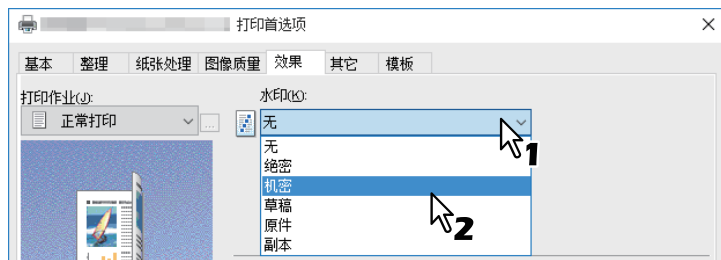 打印首选项
基本 整理 纸张处理 图像质量 效果 其它 模板
打印作业(J): 水印(K):
正常打印 ... 无
1
无
绝密
机密
草稿
2
原件
副本